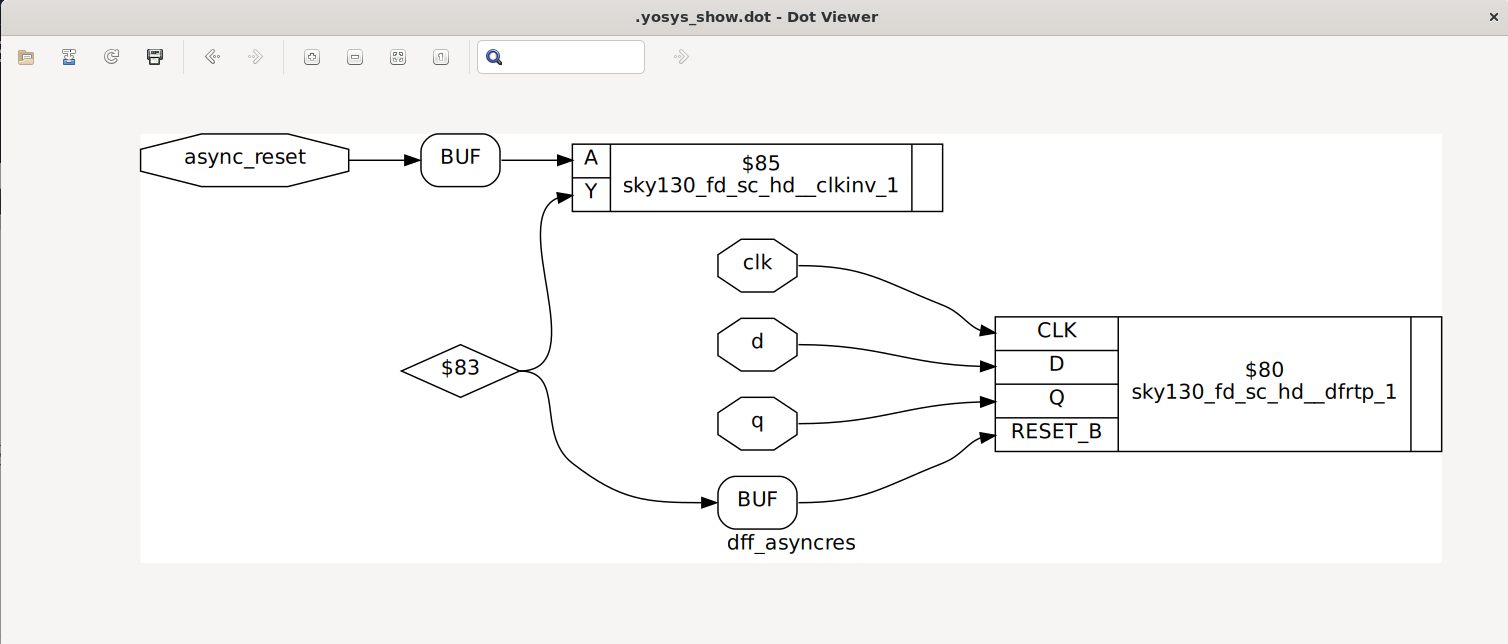 .yosys_show.dot - Dot Viewer
async_reset
BUF
A
Y
$85
sky130_fd_sc_hd__clkinv_1
clk
d
q
$83
BUF
CLK
D
Q
RESET_B
$80
sky130_fd_sc_hd__dfrtp_1
dff_asyncres